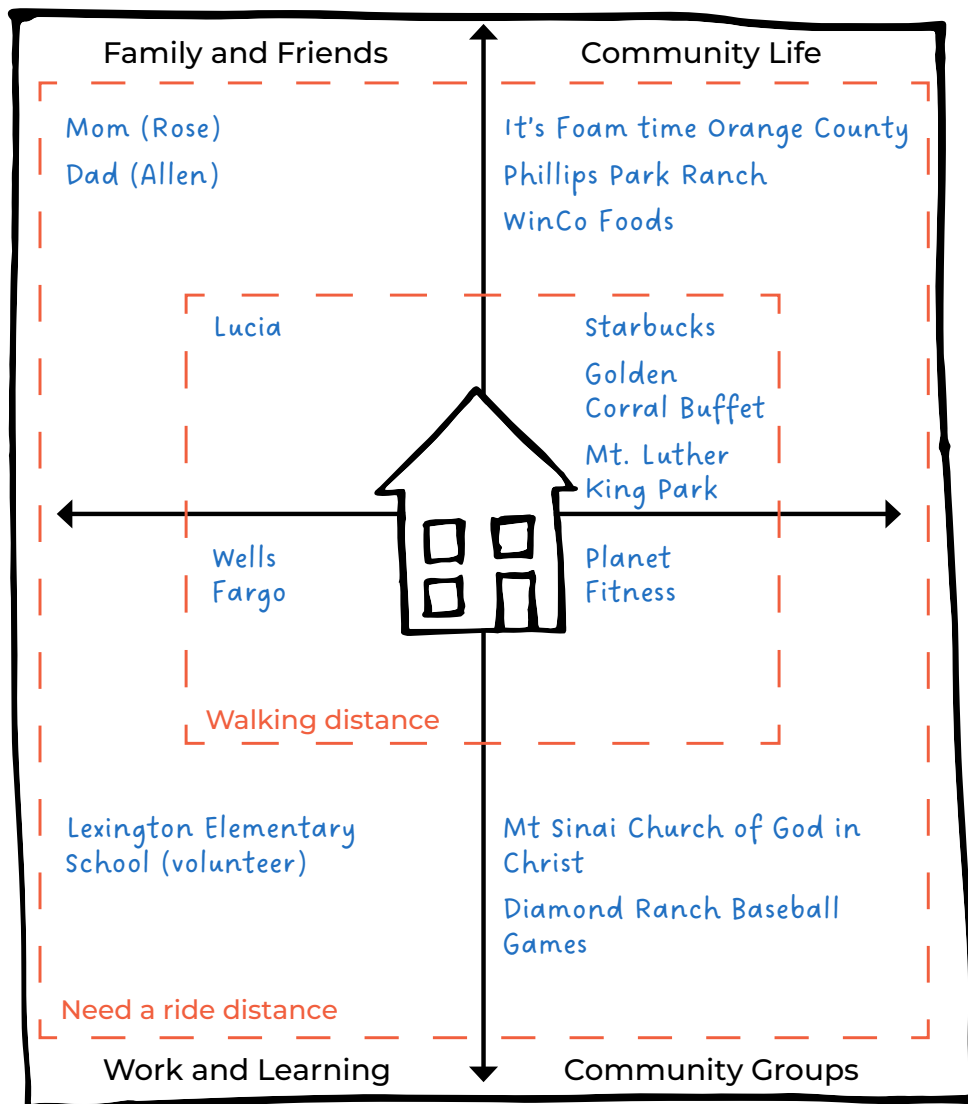 Family and Friends
Community Life
Mom (Rose)
Dad (Allen)
It's Foam time Orange County
Phillips Park Ranch
WinCo Foods
Lucia
Starbucks
Golden
Corral Buffet
Mt. Luther
King Park
Wells
Fargo
Planet
Fitness
Walking distance
Lexington Elementary
School (volunteer)
Mt Sinai Church of God in
Christ
Diamond Ranch Baseball
Games
Need a ride distance
Work and Learning
Community Groups